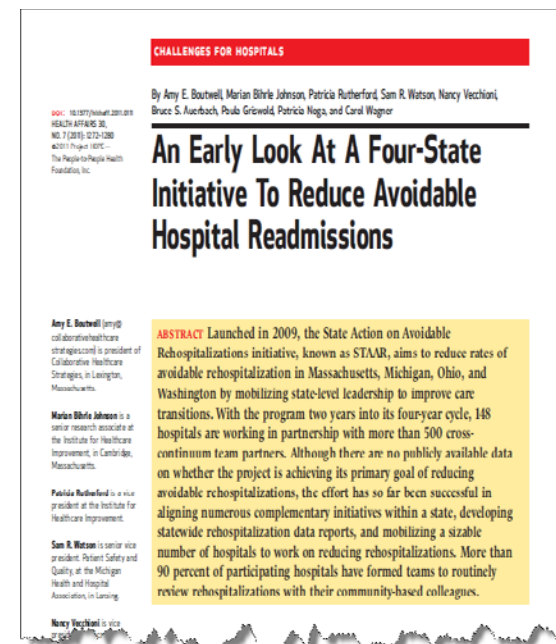 CHALLENGES FOR HOSPITALS
By Amy E. Boutwell, Marian Bihrle Johnson, Patricia Rutherford, Sam R. Watson, Nancy Vecchioni,
Bruce S. Auerbach, Paula Griswold, Patricia Noga, and Carol Wagner
An Early Look At A Four-State
Initiative To Reduce Avoidable
Hospital Readmissions
DOI:
HEALTH AFFAIRS 30,
NO. 7 (2011): 1272–1280
©2011 Project HOPE—
The People-to-People Health
Foundation, Inc.
Amy E. Boutwell (amy@
collaborativehealthcare
strategies.com) is president of
Collaborative Healthcare
Strategies, in Lexington,
Massachusetts.
Marian Bihrle Johnson is a
senior research associate at
the Institute for Healthcare
Improvement, in Cambridge,
Massachusetts.
Patricia Rutherford is a vice
president at the Institute for
Healthcare Improvement.
Sam R. Watson is senior vice
president, Patient Safety and
Quality, at the Michigan
Health and Hospital
Association, in Lansing.
Nancy Vecchioni is vice
ABSTRACT Launched in 2009, the State Action on Avoidable
Rehospitalizations initiative, known as STAAR, aims to reduce rates of
avoidable rehospitalization in Massachusetts, Michigan, Ohio, and
Washington by mobilizing state-level leadership to improve care
transitions. With the program two years into its four-year cycle, 148
hospitals are working in partnership with more than 500 cross-
continuum team partners. Although there are no publicly available data
on whether the project is achieving its primary goal of reducing
avoidable rehospitalizations, the effort has so far been successful in
aligning numerous complementary initiatives within a state, developing
statewide rehospitalization data reports, and mobilizing a sizable
number of hospitals to work on reducing rehospitalizations. More than
90 percent of participating hospitals have formed teams to routinely
review rehospitalizations with their community-based colleagues.